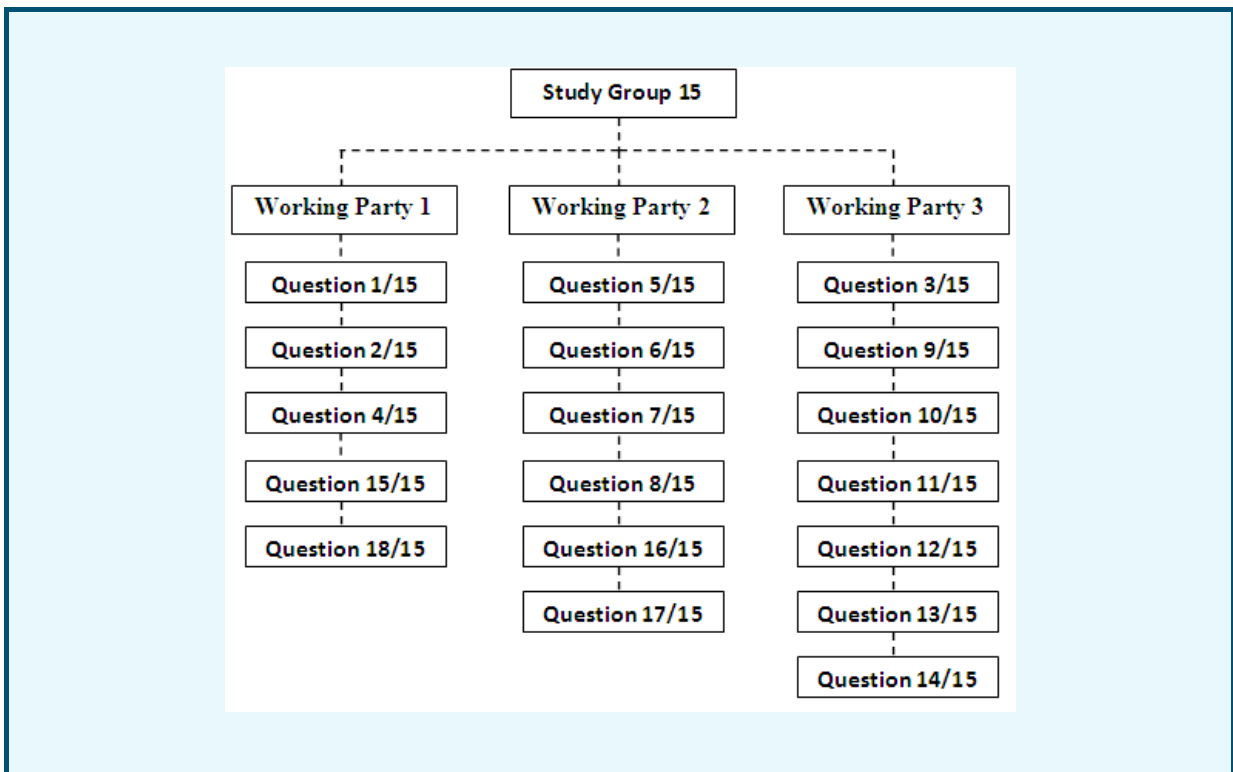 Study Group 15
Working Party 1
Question 1/15
Question 2/15
Question 4/15
Question 15/15
Question 18/15
Working Party 2
Question 5/15
Question 6/15
Question 7/15
Question 8/15
Question 16/15
Question 17/15
Working Party 3
Question 3/15
Question 9/15
Question 10/15
Question 11/15
Question 12/15
Question 13/15
Question 14/15